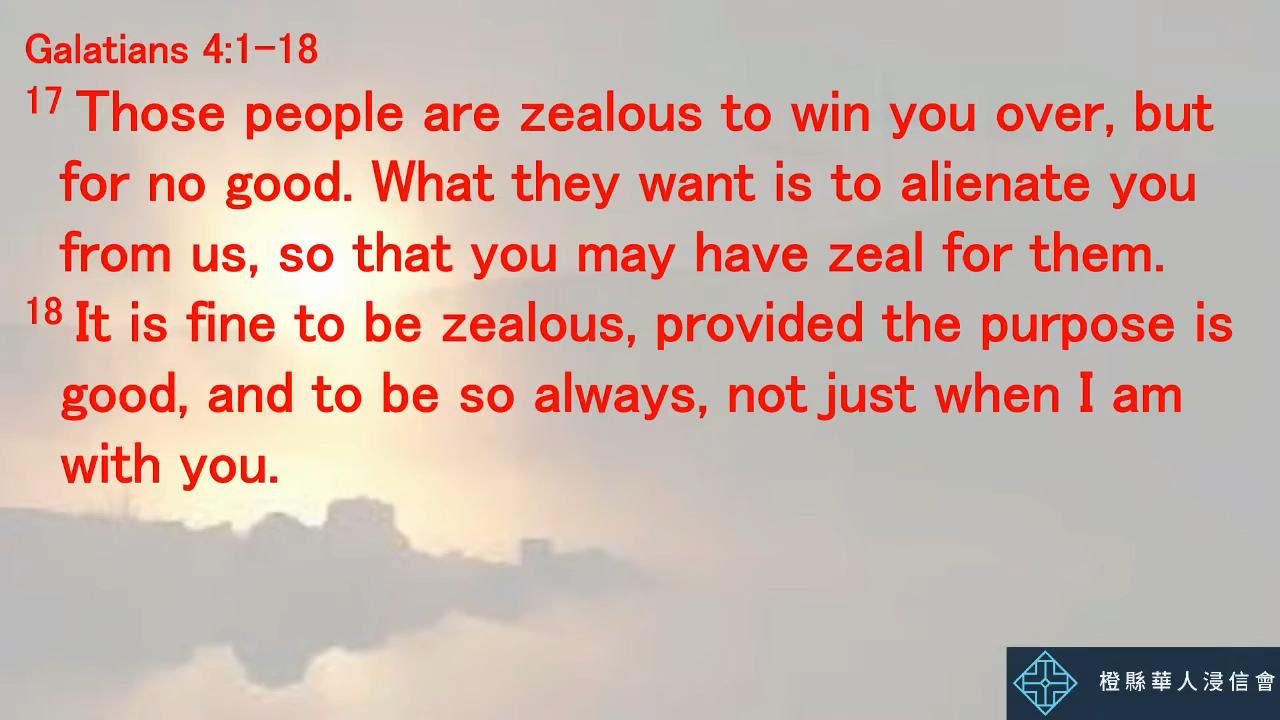 Galatians 4:1-18
17 Those people are zealous to win you over, but
for no good. What they want is to alienate you
from us, so that you may have zeal for them.
18 It is fine to be zealous, provided the purpose is
good, and to be so always, not just when I am
with you.
橙縣華人浸信會